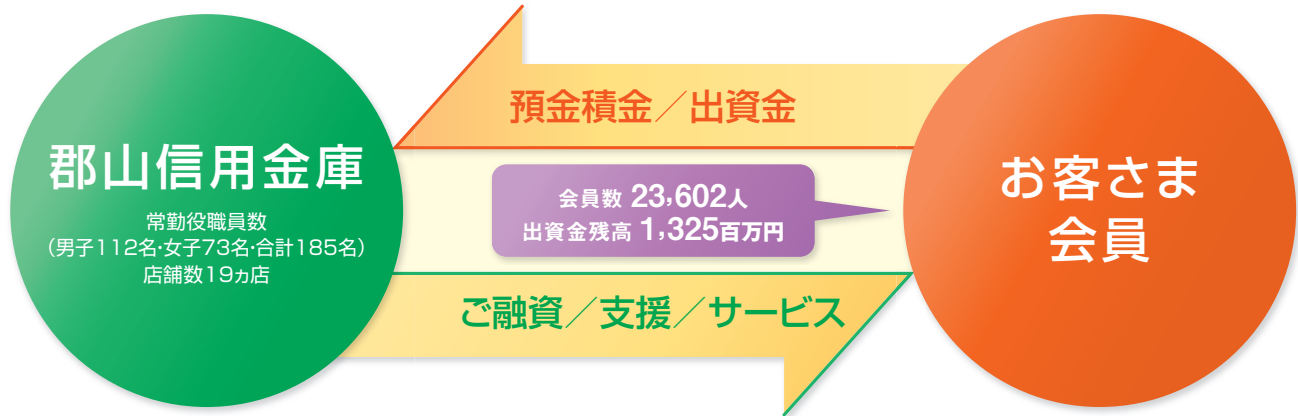 郡山信用金庫
常勤役職員数
（男子112名・女子73名・合計185名）
店舗数19ヵ店
預金積金／出資金
会員数 23,602人
出資金残高 1,325百万円
ご融資／支援／サービス
お客さま
会員